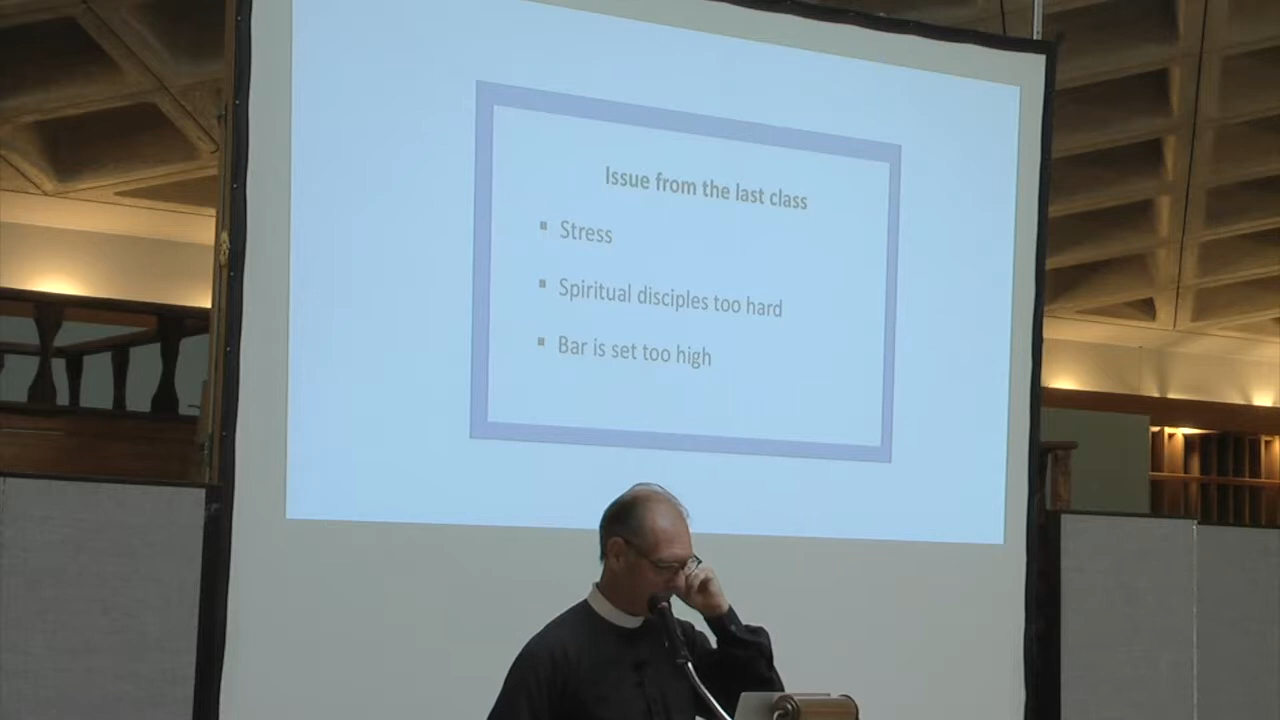 Issue from the last class
▪ Stress
▪ Spiritual disciples too hard
▪ Bar is set too high